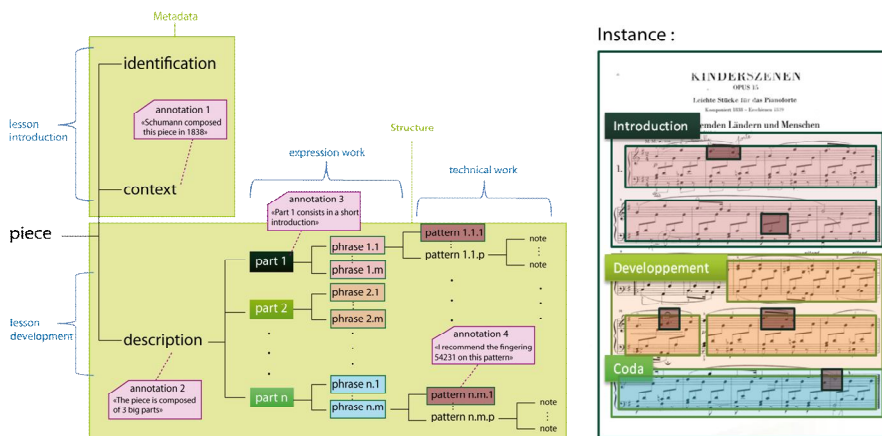 Metadata
identification
annotation 1
«Schumann composed
this piece in 1838»
lesson
introduction
context
Structure
expression work
technical work
annotation 3
«Part 1 consists in a short
introduction»
piece
part 1
phrase 1.1
phrase 1.m
pattern 1.1.1
pattern 1.1.p
note
note
part 2
phrase 2.1
phrase 2.m
lesson
development
description
annotation 4
«I recommend the fingering
54231 on this pattern»
annotation 2
«The piece is composed
of 3 big parts»
part n
phrase n.1
phrase n.m
pattern n.m.1
pattern n.m.p
note
note
Instance :
KINDERSZENEN
OPUS 15
Leichte Stücke für das Pianoforte
Komponiert 1838
Introduction
emden Ländern und Menschen
1.
Developpement
Coda